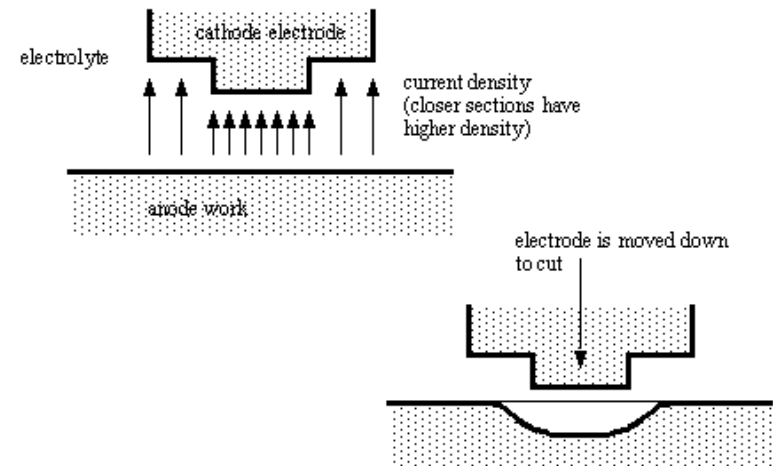 cathode electrode
electrolyte
current density
(closer sections have
higher density)
anode work
electrode is moved down
to cut